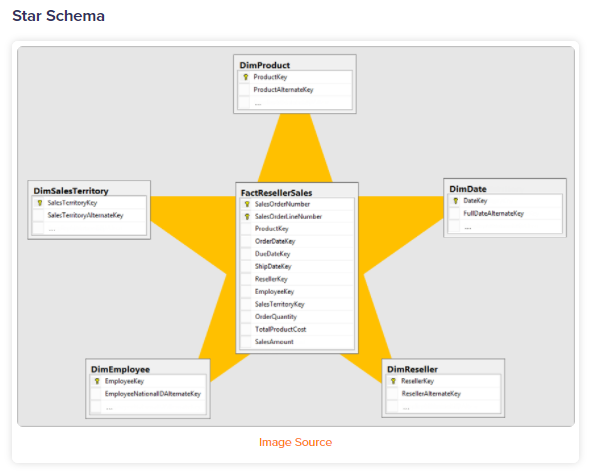 Star Schema
DimProduct
ProductKey
ProductAlternateKey
...
DimSalesTerritory
SalesTerritoryKey
SalesTerritoryAlternateKey
...
FactResellerSales
SalesOrderNumber
SalesOrderLineNumber
ProductKey
OrderDateKey
DueDateKey
ShipDateKey
ResellerKey
EmployeeKey
SalesTerritoryKey
OrderQuantity
TotalProductCost
SalesAmount
DimDate
DateKey
FullDateAlternateKey
...
DimEmployee
EmployeeKey
EmployeeNationalIDAlternateKey
...
DimReseller
ResellerKey
ResellerAlternateKey
...
Image Source